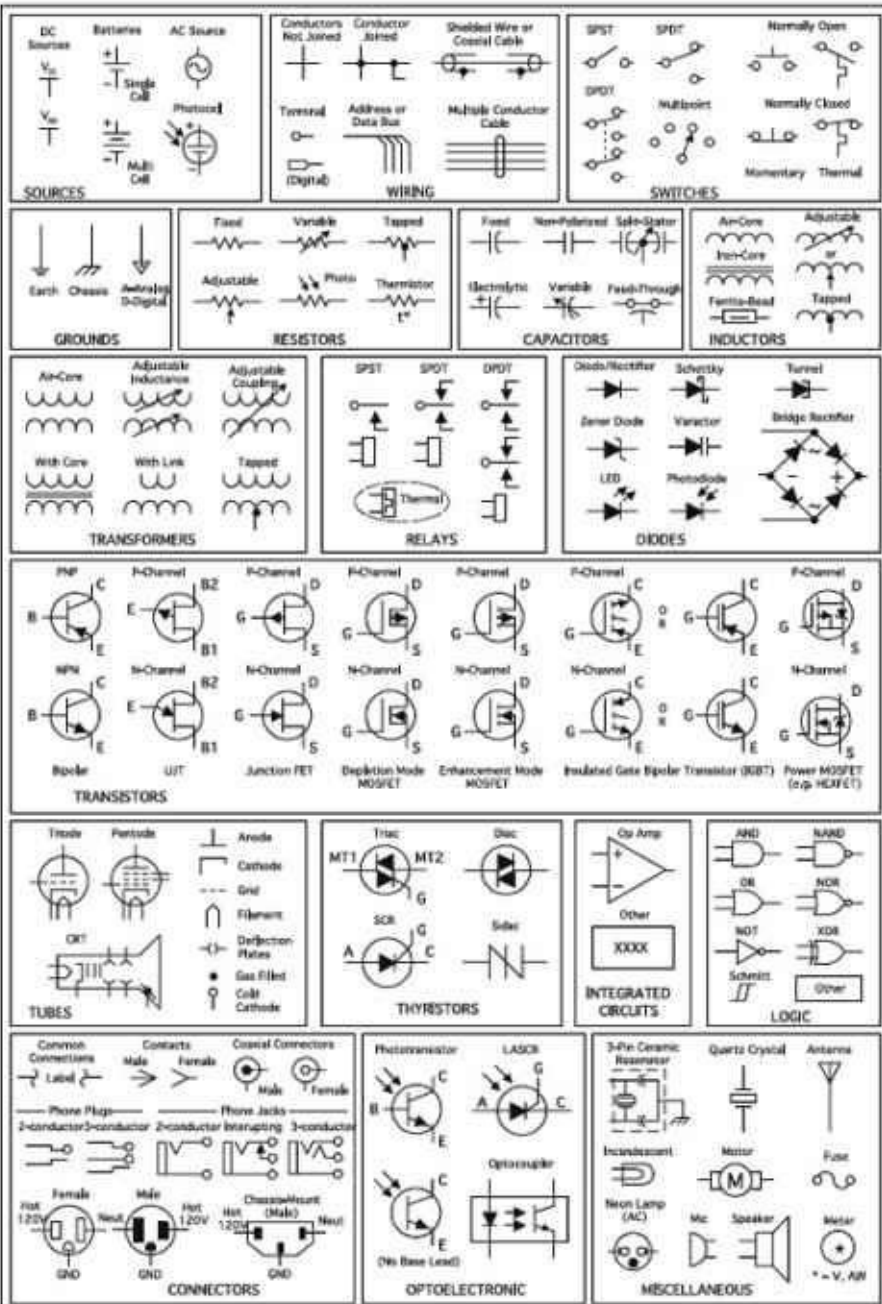 DC Sources
Batteries
AC Source
Single Cell
Photocell
Multi Cell
SOURCES
Conductors Not Joined
Conductor Joined
Shielded Wire or Coaxial Cable
Terminal
Address or Data Bus
Multiple Conductor Cable
(Digital)
WIRING
SPST
SPDT
Normally Open
DPDT
Multipoint
Normally Closed
Momentary
Thermal
SWITCHES
Earth
Chassis
A-Analog
D-Digital
GROUNDS
Fixed
Variable
Tapped
Adjustable
Photo
Thermistor
t°
RESISTORS
Fixed
Non-Polarized
Split-Stator
Electrolytic
Variable
Feed-Through
CAPACITORS
Air-Core
Adjustable
Iron-Core
or
Ferrite-Bead
Tapped
INDUCTORS
Air-Core
Adjustable Inductance
Adjustable Coupling
With Core
With Link
Tapped
TRANSFORMERS
SPST
SPDT
DPDT
Thermal
RELAYS
Diode/Rectifier
Schottky
Tunnel
Zener Diode
Varactor
Bridge Rectifier
LED
Photodiode
DIODES
PNP
P-Channel
P-Channel
P-Channel
P-Channel
P-Channel
P-Channel
B C E
E B2 B1
G D S
G D S
G D S
G C E
OR
G C E
G D S
NPN
N-Channel
N-Channel
N-Channel
N-Channel
N-Channel
N-Channel
B C E
E B2 B1
G D S
G D S
G D S
G C E
OR
G C E
G D S
Bipolar
UJT
Junction FET
Depletion Mode MOSFET
Enhancement Mode MOSFET
Insulated Gate Bipolar Transistor (IGBT)
Power MOSFET
(e.g. HEXFET)
TRANSISTORS
Triode
Pentode
Anode
Cathode
Grid
Filament
CRT
Deflection Plates
Gas Filled
Cold Cathode
TUBES
Triac
Diac
MT1
MT2
G
SCR
Sidac
A
G
C
THYRISTORS
Op Amp
Other
XXXX
INTEGRATED CIRCUITS
AND
NAND
OR
NOR
NOT
XOR
Schmitt
Other
LOGIC
Common Connections
Contacts
Coaxial Connectors
Label
Male
Female
Male
Female
Phone Plugs
Phone Jacks
2-conductor
3-conductor
2-conductor
Interupting
3-conductor
Female
Male
Chassis-Mount (Male)
Hot 120V
Neut
Hot 120V
Hot 120V
Neut
GND
GND
GND
CONNECTORS
Phototransistor
LASCR
B
C
E
A
G
C
Optocoupler
C
E
(No Base Lead)
OPTOELECTRONIC
3-Pin Ceramic Resonator
Quartz Crystal
Antenna
Incandescent
Motor
M
Fuse
Neon Lamp (AC)
Mic
Speaker
Meter
*
MISCELLANEOUS